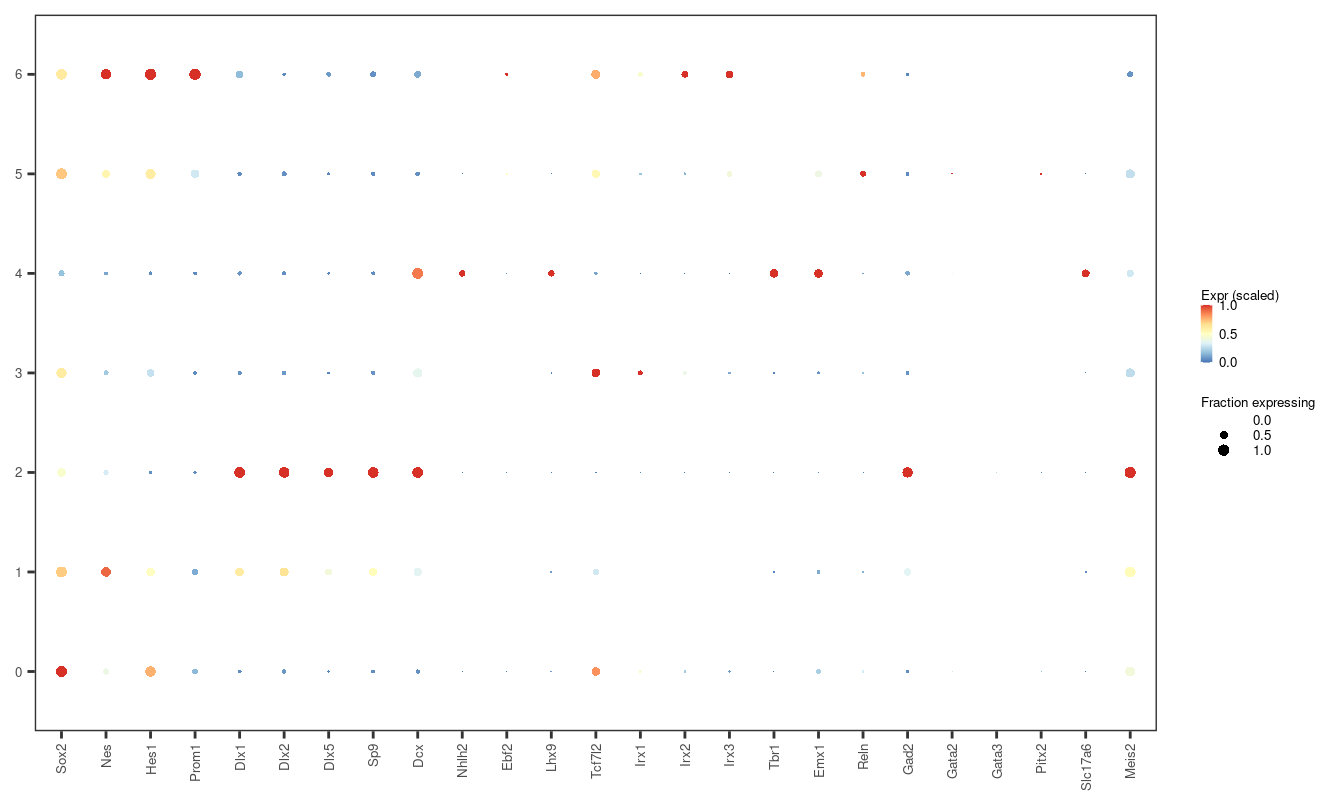 6
5
4
3
2
1
0
Sox2
Nes
Hes1
Prom1
Dlx1
Dlx2
Dlx5
Sp9
Dcx
Nhlh2
Ebf2
Lhx9
Tcf7l2
Irx1
Irx2
Irx3
Tbr1
Emx1
Reln
Gad2
Gata2
Gata3
Pitx2
Slc17a6
Meis2
Expr (scaled)
1.0
0.5
0.0
Fraction expressing
0.0
0.5
1.0